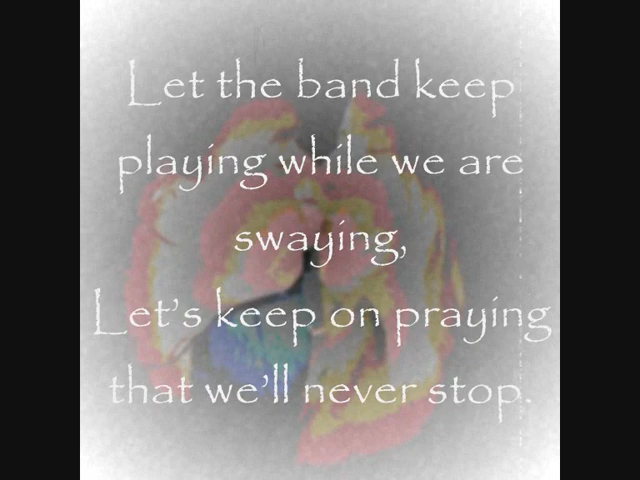 Let the band keep
playing while we are
swaying,
Let's keep on praying
that we'll never stop.